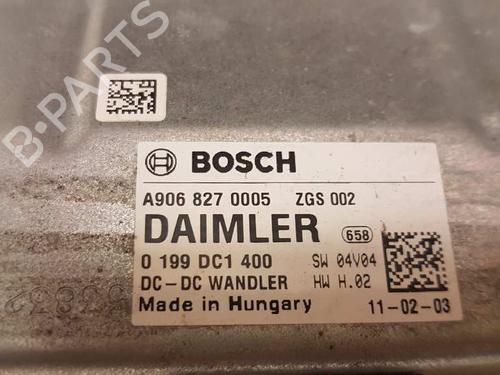 B-PARTS
BOSCH
A906 827 0005 ZGS 002
DAIMLER 658
0 199 DC1 400 SW 04V04
DC-DC WANDLER HW H.02
Made in Hungary 11-02-03